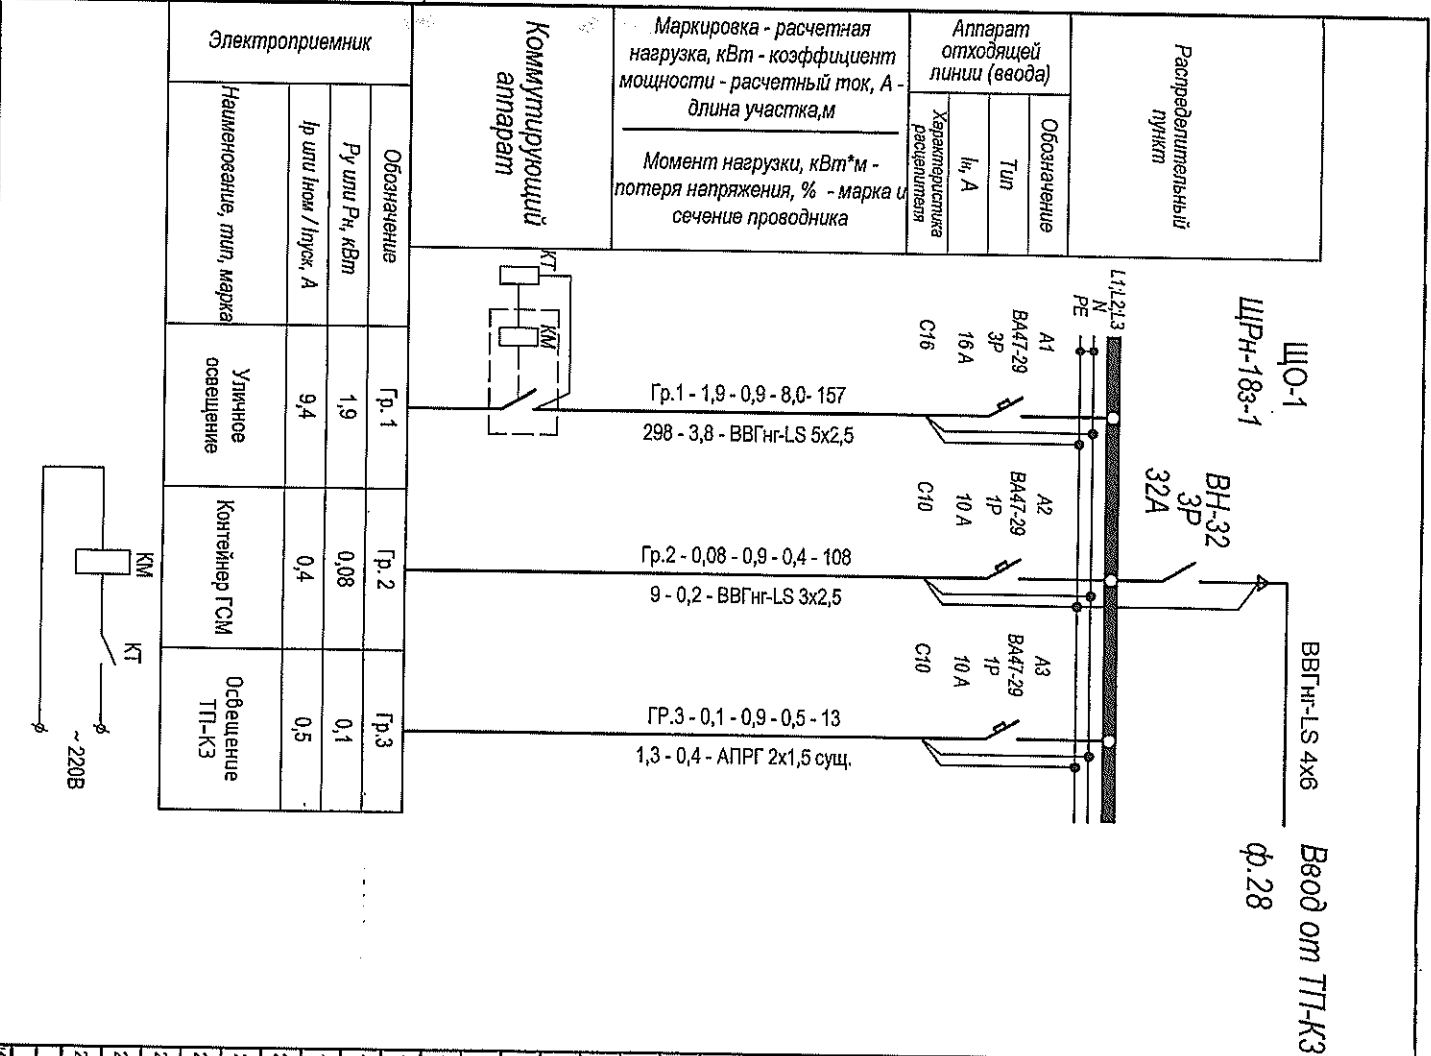 Электроприемник
Наименование, тип, марка
Iр или Iном / Iпуск, А
Ру или Рн, кВт
Обозначение
Коммутирующий
аппарат
Маркировка - расчетная
нагрузка, кВт - коэффициент
мощности - расчетный ток, А -
длина участка,м
Момент нагрузки, кВт*м -
потеря напряжения, % - марка и
сечение проводника
Аппарат
отходящей
линии (ввода)
Обозначение
Тип
Iн, А
Характеристика
расцепителя
Распределительный
пункт
L1;L2;L3
N
PE
ЩО-1
ЩРн-18з-1
ВН-32
3Р
32А
ВВГнг-LS 4х6
Ввод от ТП-К3
ф.28
А1
ВА47-29
3Р
16 А
С16
А2
ВА47-29
1Р
10 А
С10
А3
ВА47-29
1Р
10 А
С10
КТ
КМ
Гр.1 - 1,9 - 0,9 - 8,0- 157
298 - 3,8 - ВВГнг-LS 5х2,5
Гр.2 - 0,08 - 0,9 - 0,4 - 108
9 - 0,2 - ВВГнг-LS 3х2,5
ГР.3 - 0,1 - 0,9 - 0,5 - 13
1,3 - 0,4 - АПРГ 2х1,5 сущ.
Гр. 1
1,9
9,4
Уличное
освещение
Гр. 2
0,08
0,4
Контейнер ГСМ
Гр.3
0,1
0,5
Освещение
ТП-К3
КМ
КТ
~ 220В